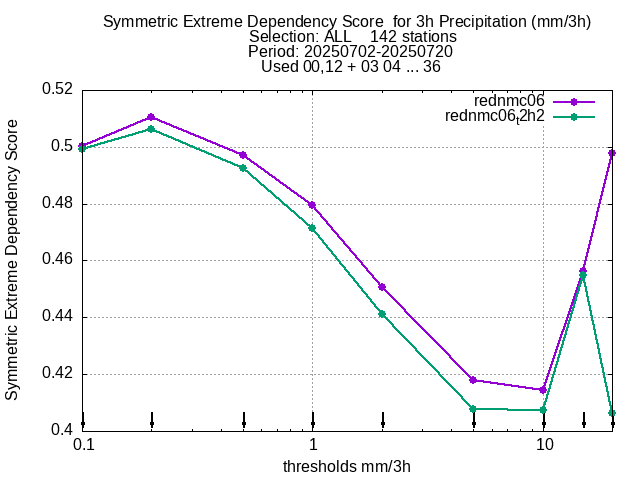 Symmetric Extreme Dependency Score  for 3h Precipitation (mm/3h)
Selection: ALL    142 stations
Period: 20250702-20250720
Used 00,12 + 03 04 ... 36
rednmc06
rednmc06t2h2
0.52
0.5
0.48
0.46
0.44
0.42
0.4
0.1
1
10
Symmetric Extreme Dependency Score
thresholds mm/3h